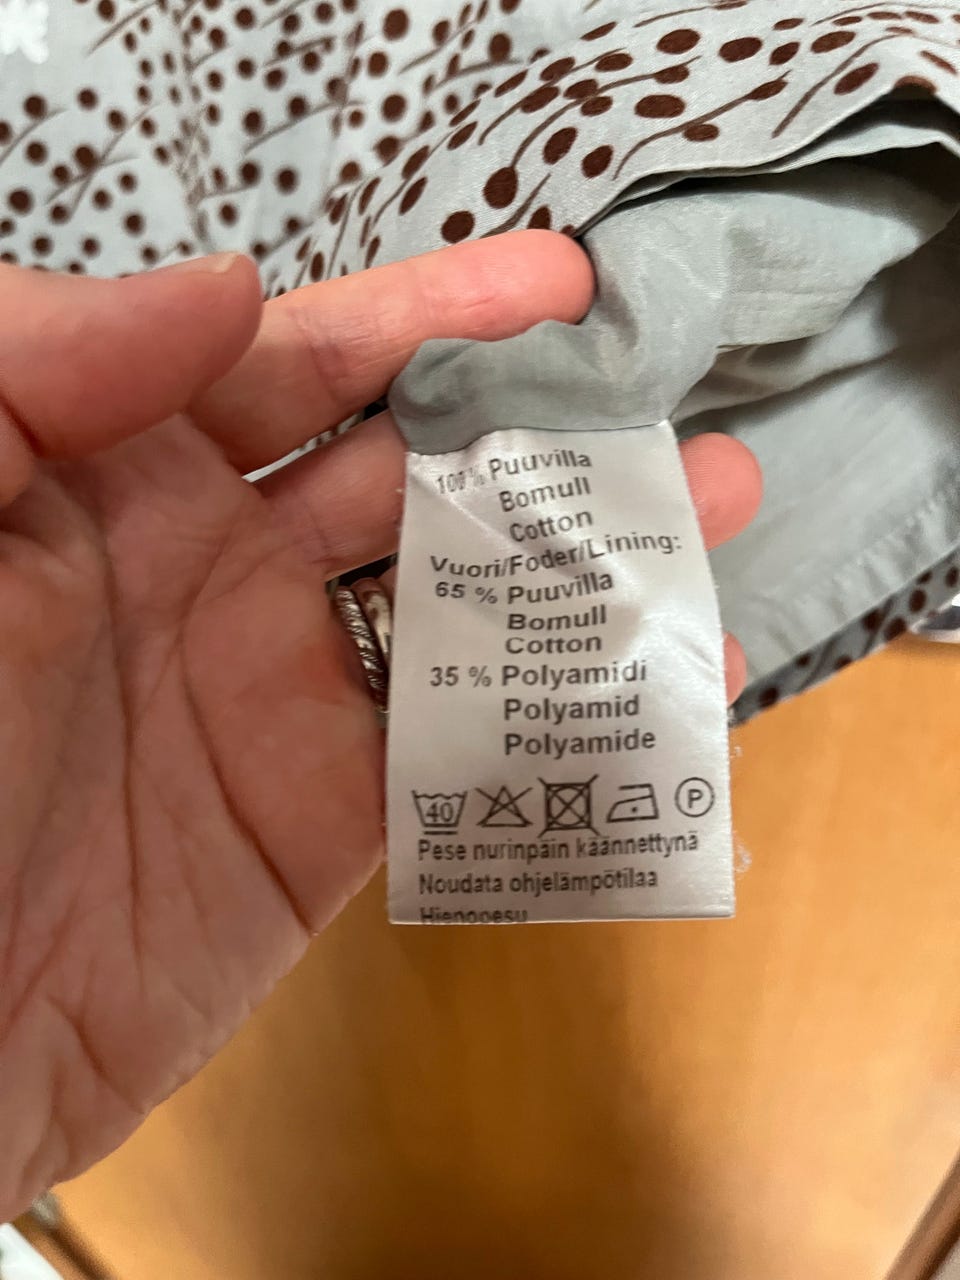 100 % Puuvilla
Bomull
Cotton
Vuori/Foder/Lining:
65 % Puuvilla
Bomull
Cotton
35 % Polyamidi
Polyamid
Polyamide
40 P
Pese nurinpäin käännettynä
Noudata ohjelämpötilaa
Hienopesu